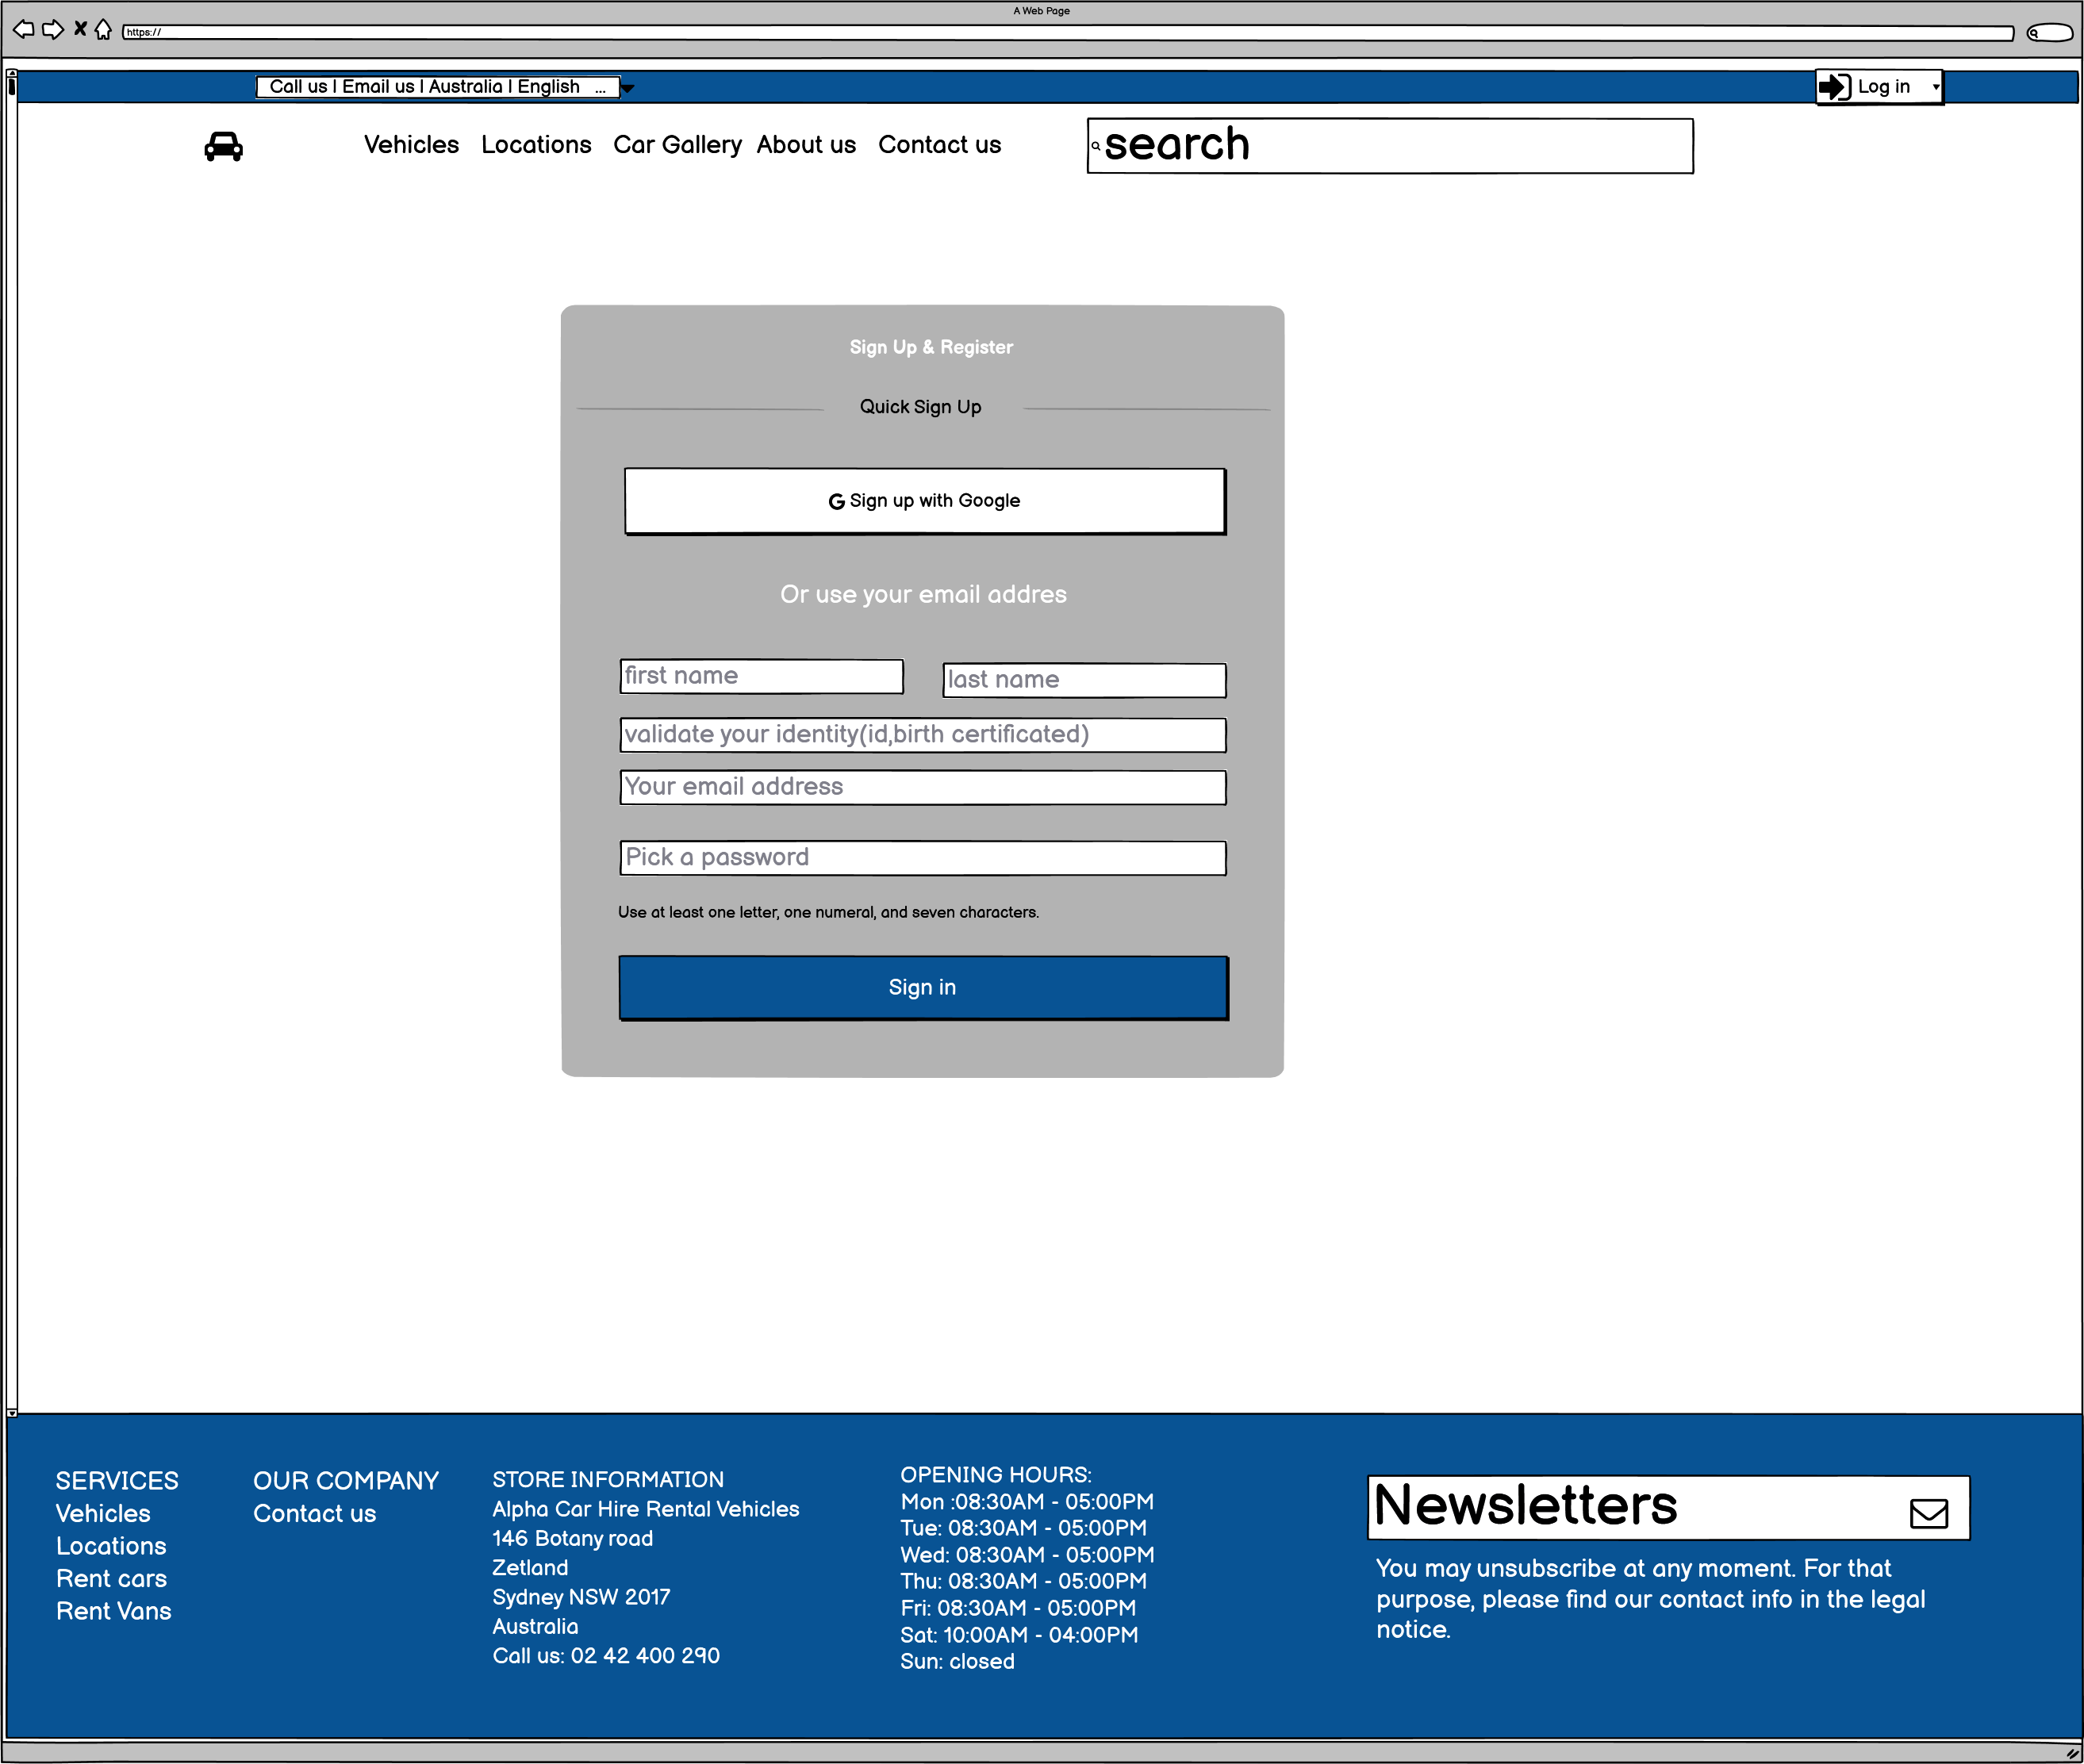 A Web Page
https://
Call us | Email us | Australia | English ...
Log in
Vehicles Locations Car Gallery About us Contact us
search
Sign Up & Register
Quick Sign Up
G Sign up with Google
Or use your email addres
first name
last name
validate your identity(id,birth certificated)
Your email address
Pick a password
Use at least one letter, one numeral, and seven characters.
Sign in
SERVICES
Vehicles
Locations
Rent cars
Rent Vans
OUR COMPANY
Contact us
STORE INFORMATION
Alpha Car Hire Rental Vehicles
146 Botany road
Zetland
Sydney NSW 2017
Australia
Call us: 02 42 400 290
OPENING HOURS:
Mon :08:30AM - 05:00PM
Tue: 08:30AM - 05:00PM
Wed: 08:30AM - 05:00PM
Thu: 08:30AM - 05:00PM
Fri: 08:30AM - 05:00PM
Sat: 10:00AM - 04:00PM
Sun: closed
Newsletters
You may unsubscribe at any moment. For that
purpose, please find our contact info in the legal
notice.